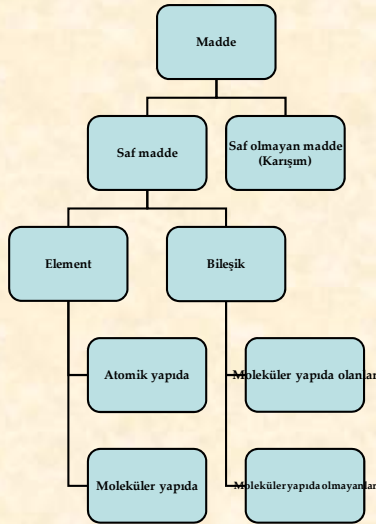 Madde
Saf madde
Saf olmayan madde
(Karışım)
Element
Bileşik
Atomik yapıda
Moleküler yapıda olanlar
Moleküler yapıda
Moleküler yapıda olmayanlar